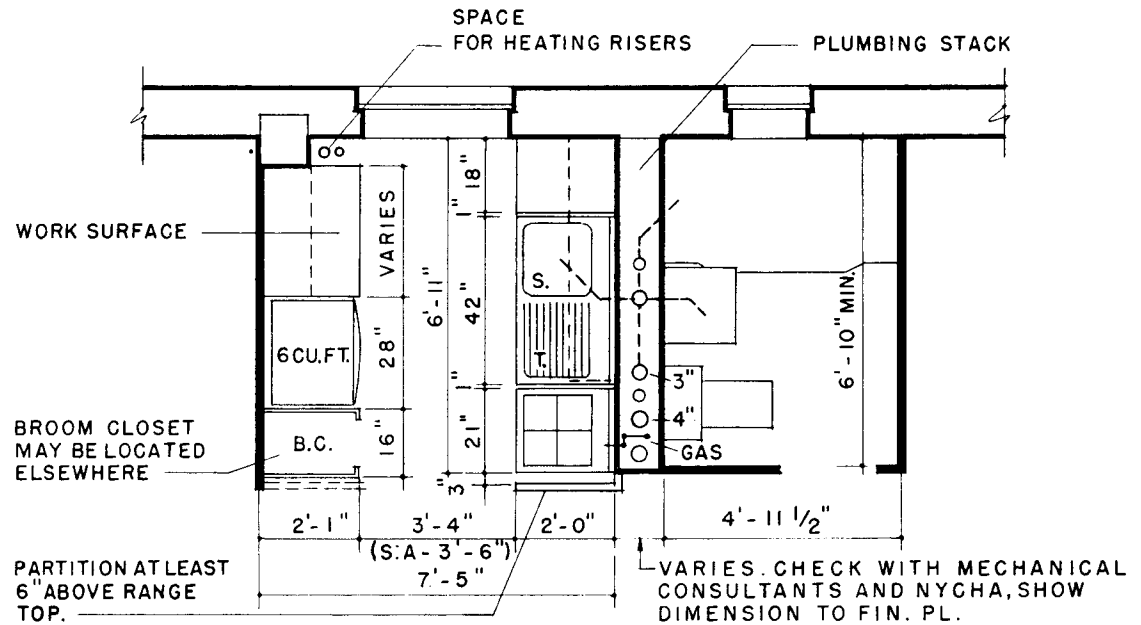 SPACE
FOR HEATING RISERS
PLUMBING STACK
WORK SURFACE
VARIES
18"
1"
6'-11"
42"
S.
T.
6 CU.FT.
28"
1"
3"
4"
6'-10" MIN.
BROOM CLOSET
MAY BE LOCATED
ELSEWHERE
B.C.
16"
21"
GAS
3"
2'-1"
3'-4"
2'-0"
4'-11 1/2"
(S.A-3'-6")
7'-5"
PARTITION AT LEAST
6" ABOVE RANGE
TOP.
VARIES. CHECK WITH MECHANICAL
CONSULTANTS AND NYCHA, SHOW
DIMENSION TO FIN. PL.